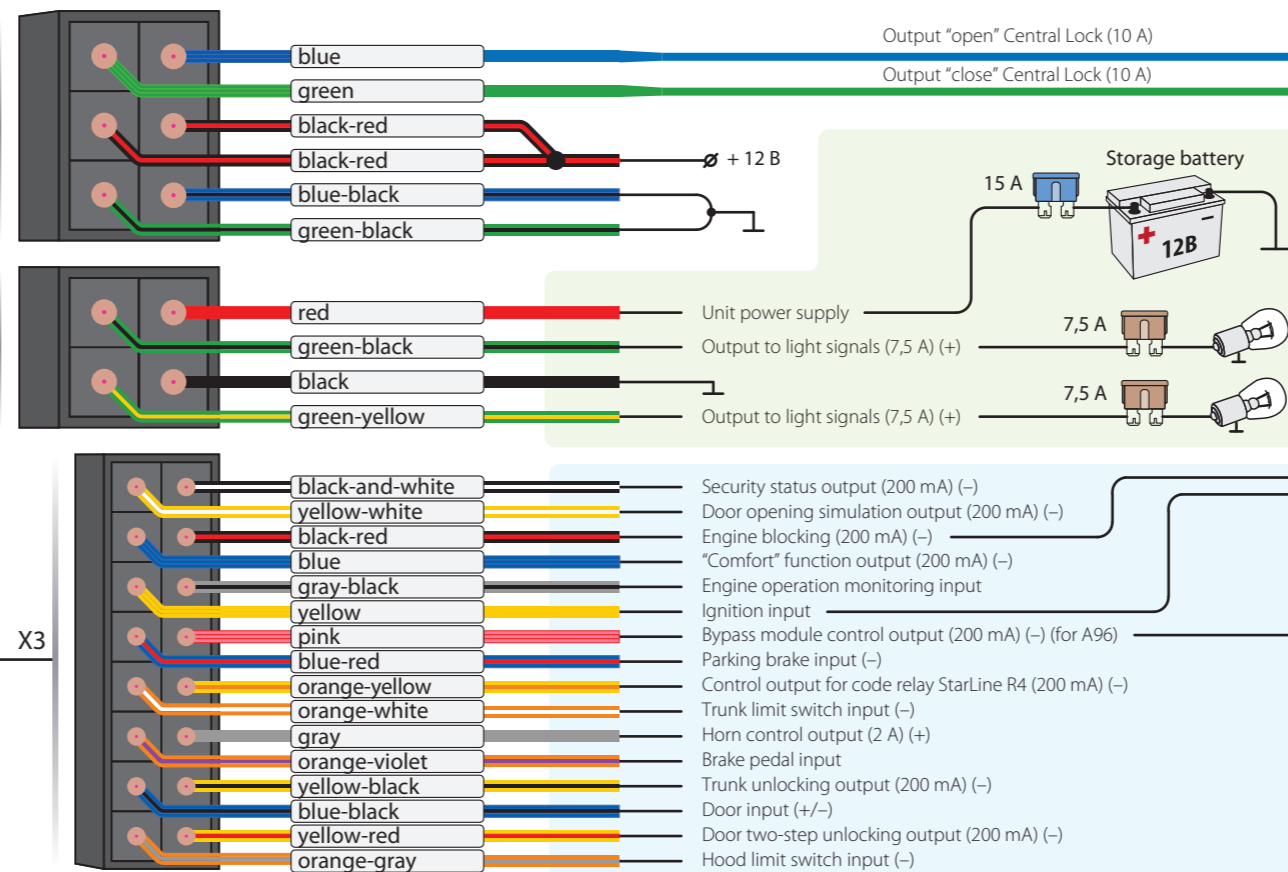 Output “open” Central Lock (10 A)
blue
Output “close” Central Lock (10 A)
green
black-red
black-red
+ 12 В
blue-black
green-black
Storage battery
15 A
12В
red
Unit power supply
green-black
Output to light signals (7,5 A) (+)
7,5 A
black
green-yellow
Output to light signals (7,5 A) (+)
7,5 A
X3
black-and-white
Security status output (200 mA) (–)
yellow-white
Door opening simulation output (200 mA) (–)
black-red
Engine blocking (200 mA) (–)
blue
“Comfort” function output (200 mA) (–)
gray-black
Engine operation monitoring input
yellow
Ignition input
pink
Bypass module control output (200 mA) (–) (for A96)
blue-red
Parking brake input (–)
orange-yellow
Control output for code relay StarLine R4 (200 mA) (–)
orange-white
Trunk limit switch input (–)
gray
Horn control output (2 A) (+)
orange-violet
Brake pedal input
yellow-black
Trunk unlocking output (200 mA) (–)
blue-black
Door input (+/–)
yellow-red
Door two-step unlocking output (200 mA) (–)
orange-gray
Hood limit switch input (–)